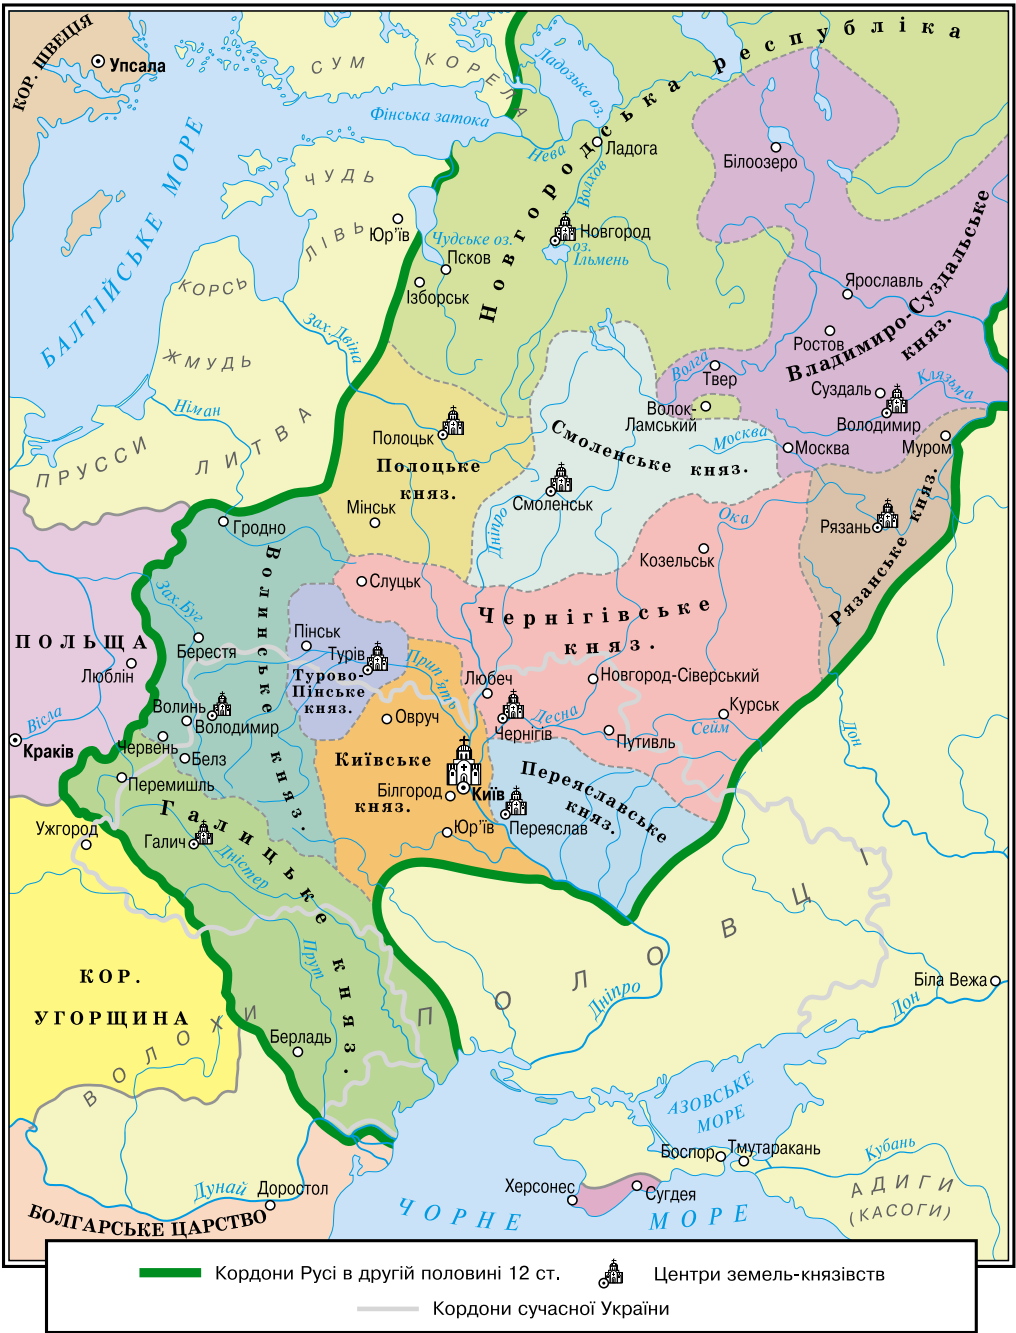 КОР. ШВЕЦІЯ
Упсала
СУМ
КОРЕЛА
Ладозьке оз.
Новгородська республіка
Фінська затока
Нева
Ладога
Волхов
Білоозеро
БАЛТІЙСЬКЕ МОРЕ
ЧУДЬ
Юр’їв
ЛІВЬ
Чудське оз.
Псков
Ізборськ
Новгород
оз.
Ільмень
КОРСЬ
Зах. Двіна
ЖМУДЬ
Німан
ЛИТВА
ПРУССИ
Ярославль
Ростов
Владимиро-Суздальське
княз.
Волга
Твер
Суздаль
Клязьма
Володимир
Волок-
Ламський
Москва
Москва
Муром
Полоцьк
Полоцьке
княз.
Мінськ
Смоленське княз.
Смоленськ
Дніпро
Ока
Рязань
Рязанське княз.
Козельськ
Гродно
Волинське княз.
Слуцьк
Чернігівське
княз.
Зах. Буг
ПОЛЬЩА
Люблін
Берестя
Пінськ
Турів
Турово-
Пінське
княз.
Прип’ять
Любеч
Новгород-Сіверський
Волинь
Володимир
Вісла
Краків
Червень
Белз
Овруч
Чернігів
Десна
Путивль
Сейм
Курськ
Дон
Перемишль
Київське
княз.
Білгород
Київ
Юр’їв
Переяславське
княз.
Переяслав
Ужгород
Галич
Галицьке княз.
Дністер
Прут
КОР.
УГОРЩИНА
ВОЛОХИ
Берладь
ПОЛОВЦІ
Дніпро
Біла Вежа
Дон
АЗОВСЬКЕ
МОРЕ
Боспор
Тмутаракань
Кубань
Херсонес
Сугдея
АДИГИ
(КАСОГИ)
Дунай
Доростол
БОЛГАРСЬКЕ ЦАРСТВО
ЧОРНЕ МОРЕ
Кордони Русі в другій половині 12 ст.
Центри земель-князівств
Кордони сучасної України